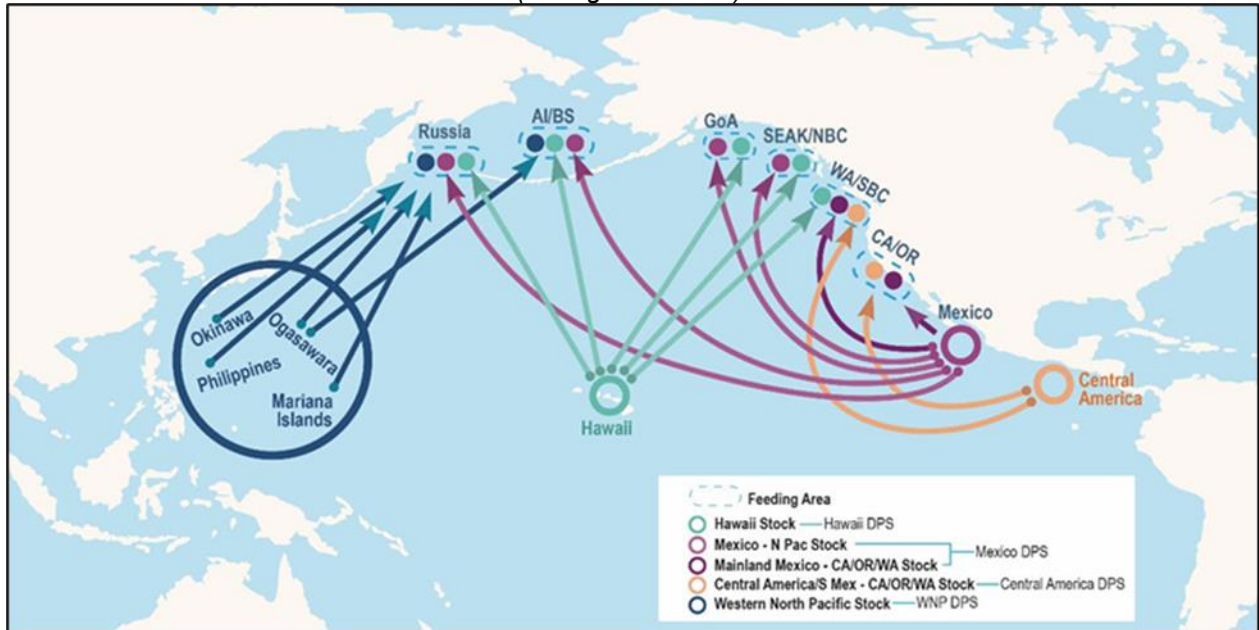 Russia
AI/BS
GoA
SEAK/NBC
WA/SBC
CA/OR
Mexico
Central
America
Okinawa
Ogasawara
Philippines
Mariana
Islands
Hawaii
Feeding Area
Hawaii Stock Hawaii DPS
Mexico - N Pac Stock
Mexico DPS
Mainland Mexico - CA/OR/WA Stock
Central America/S Mex - CA/OR/WA Stock Central America DPS
Western North Pacific Stock WNP DPS